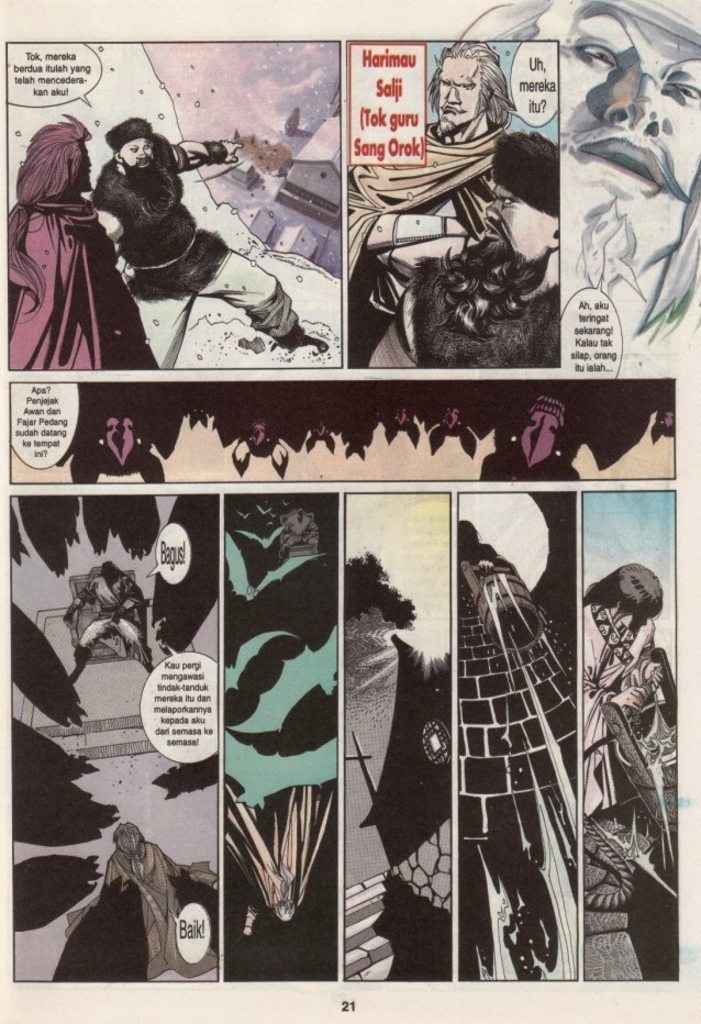 Tok, mereka
berdua itulah yang
telah mencedera-
kan aku!
Harimau
Salji
(Tok guru
Sang Orok)
Uh,
mereka
itu?
Ah, aku
teringat
sekarang!
Kalau tak
silap, orang
itu ialah...
Apa?
Penjejak
Awan dan
Fajar Pedang
sudah datang
ke tempat
ini?
Bagus!
Kau pergi
mengawasi
tindak-tanduk
mereka itu dan
melaporkannya
kepada aku
dari semasa ke
semasa!
Baik!
21